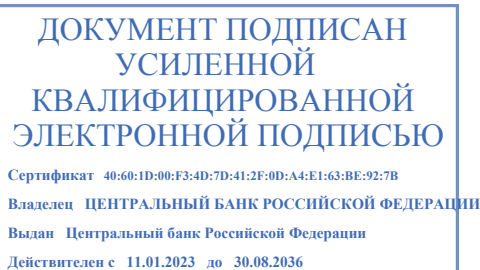 ДОКУМЕНТ ПОДПИСАН
УСИЛЕННОЙ
КВАЛИФИЦИРОВАННОЙ
ЭЛЕКТРОННОЙ ПОДПИСЬЮ
Сертификат 40:60:1D:00:F3:4D:7D:41:2F:0D:A4:E1:63:BE:92:7B
Владелец ЦЕНТРАЛЬНЫЙ БАНК РОССИЙСКОЙ ФЕДЕРАЦИИ
Выдан Центральный банк Российской Федерации
Действителен с 11.01.2023 до 30.08.2036